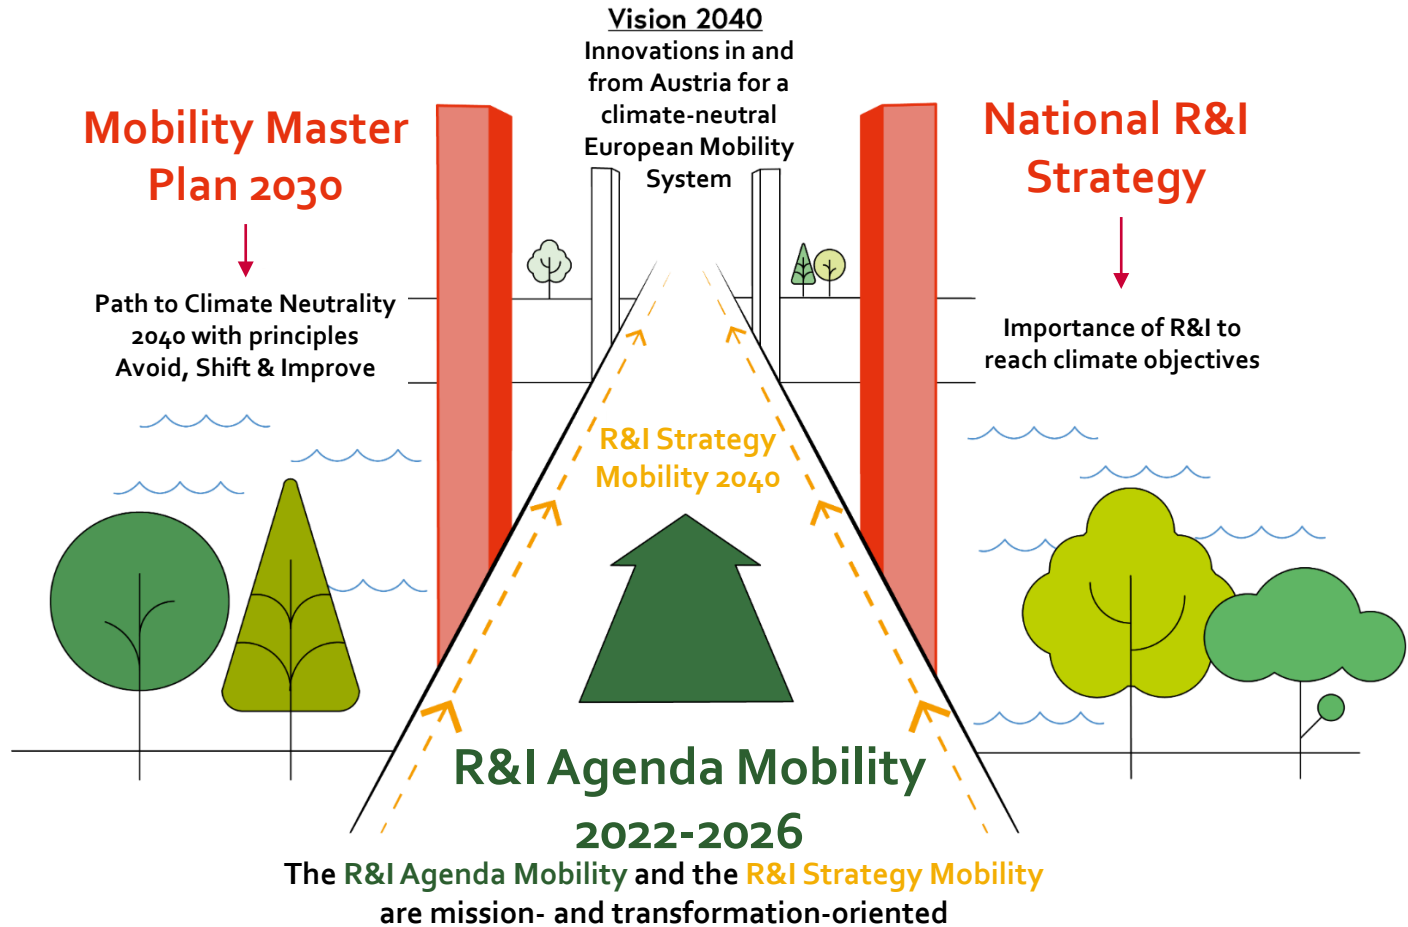 Vision 2040
Innovations in and
from Austria for a
climate-neutral
European Mobility
System
Mobility Master
Plan 2030
Path to Climate Neutrality
2040 with principles
Avoid, Shift & Improve
National R&I
Strategy
Importance of R&I to
reach climate objectives
R&I Strategy
Mobility 2040
R&I Agenda Mobility
2022-2026
The R&I Agenda Mobility and the R&I Strategy Mobility
are mission- and transformation-oriented